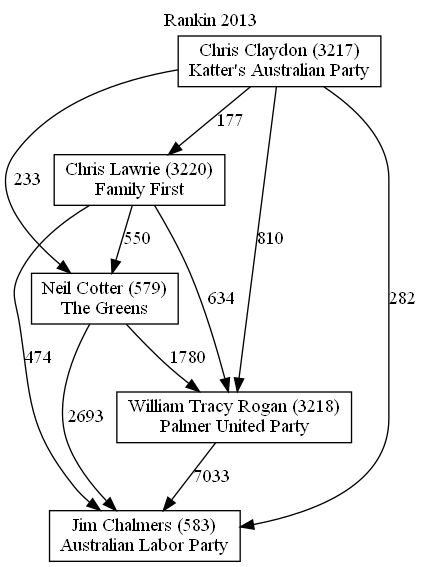 Rankin 2013
Chris Claydon (3217)
Katter's Australian Party
177
Chris Lawrie (3220)
Family First
233
550
810
Neil Cotter (579)
The Greens
634
282
474
1780
2693
William Tracy Rogan (3218)
Palmer United Party
7033
Jim Chalmers (583)
Australian Labor Party